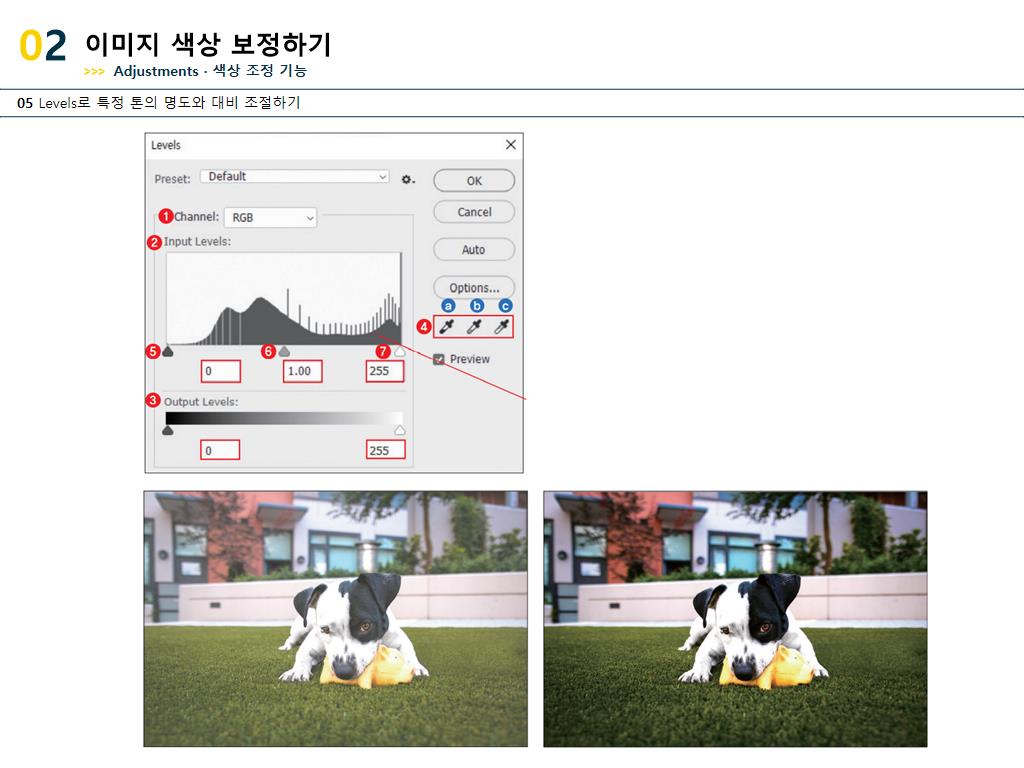 02 이미지 색상 보정하기
>>> Adjustments · 색상 조정 기능
05 Levels로 특정 톤의 명도와 대비 조절하기
Levels
Preset: Default
OK
Cancel
1 Channel: RGB
2 Input Levels:
Auto
Options...
a b c
4
5 6 7
Preview
0 1.00 255
3 Output Levels:
0 255